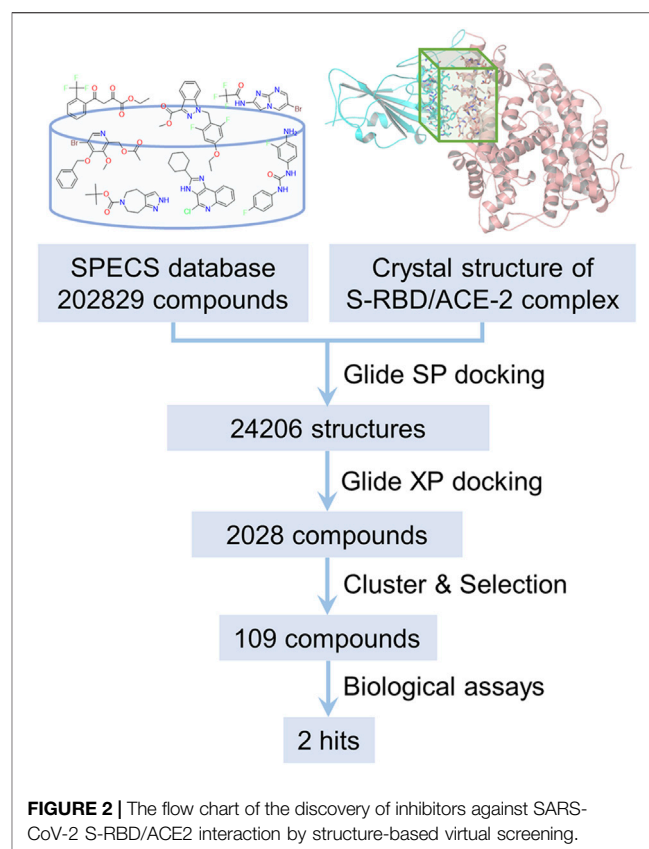 SPECS database
202829 compounds
Crystal structure of
S-RBD/ACE-2 complex
Glide SP docking
24206 structures
Glide XP docking
2028 compounds
Cluster & Selection
109 compounds
Biological assays
2 hits
FIGURE 2 | The flow chart of the discovery of inhibitors against SARS-
CoV-2 S-RBD/ACE2 interaction by structure-based virtual screening.